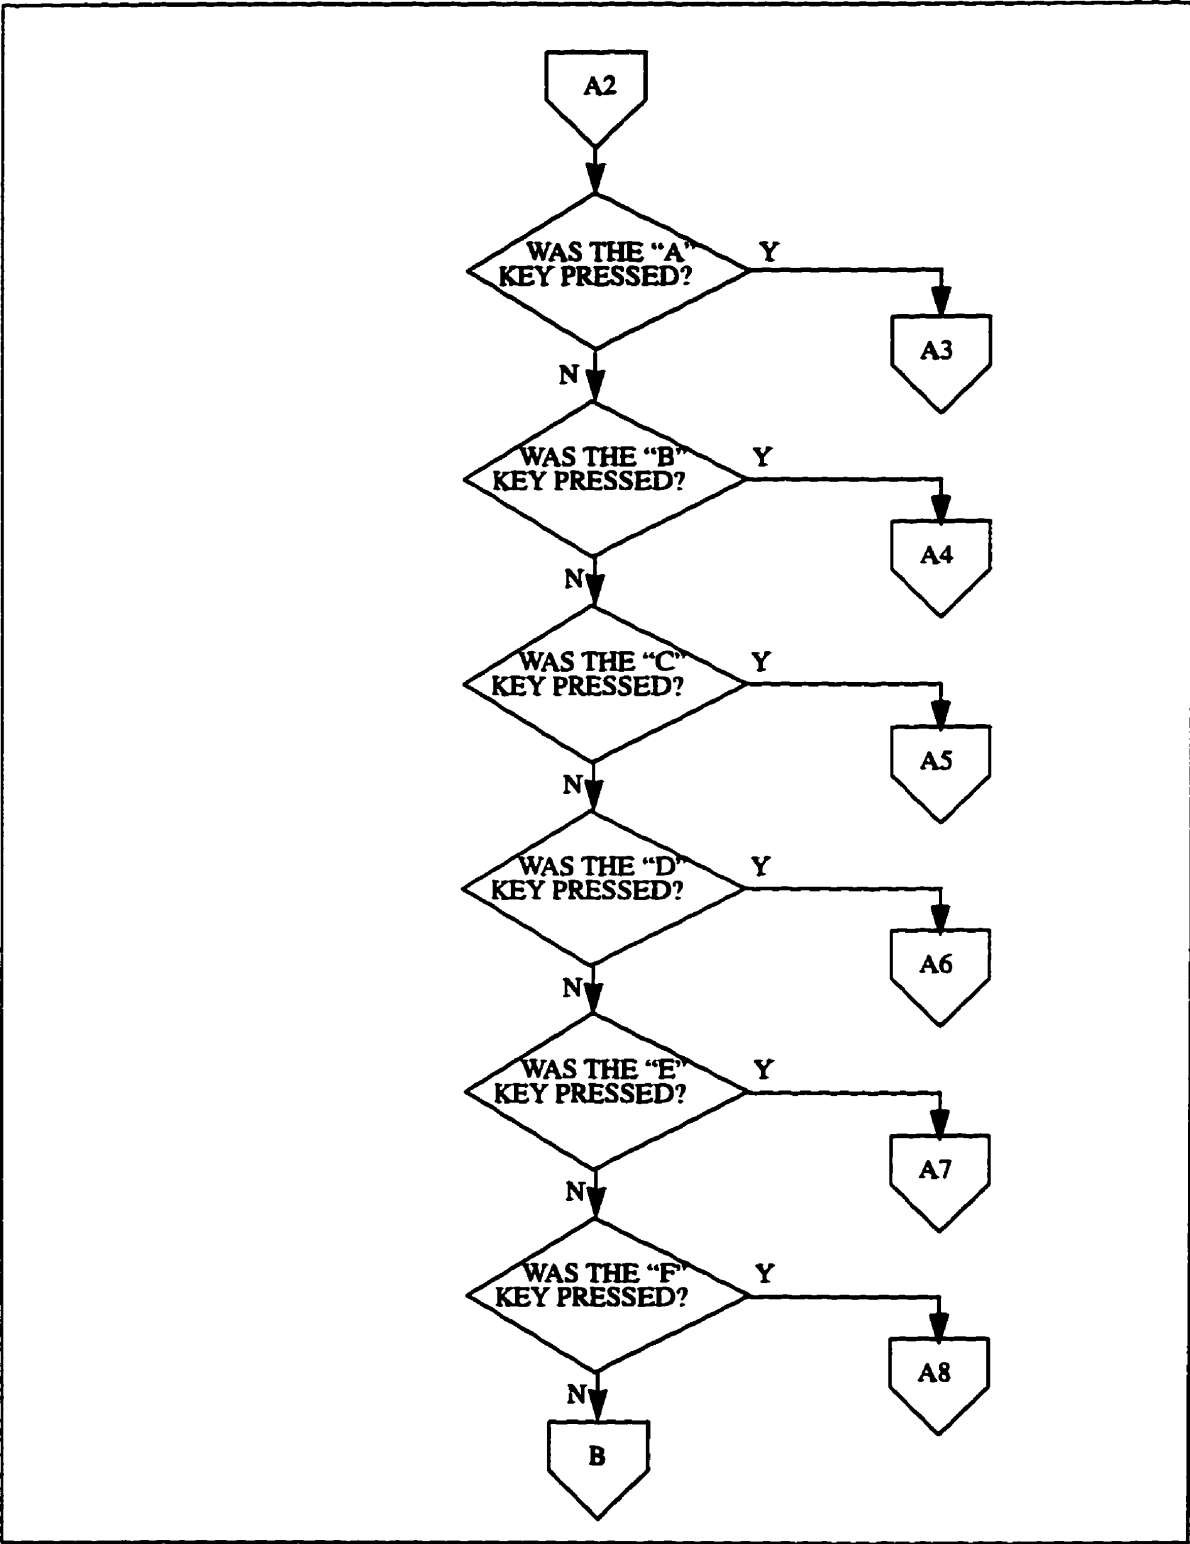 A2
WAS THE “A”
KEY PRESSED?
Y
A3
N
WAS THE “B”
KEY PRESSED?
Y
A4
N
WAS THE “C”
KEY PRESSED?
Y
A5
N
WAS THE “D”
KEY PRESSED?
Y
A6
N
WAS THE “E”
KEY PRESSED?
Y
A7
N
WAS THE “F”
KEY PRESSED?
Y
A8
N
B